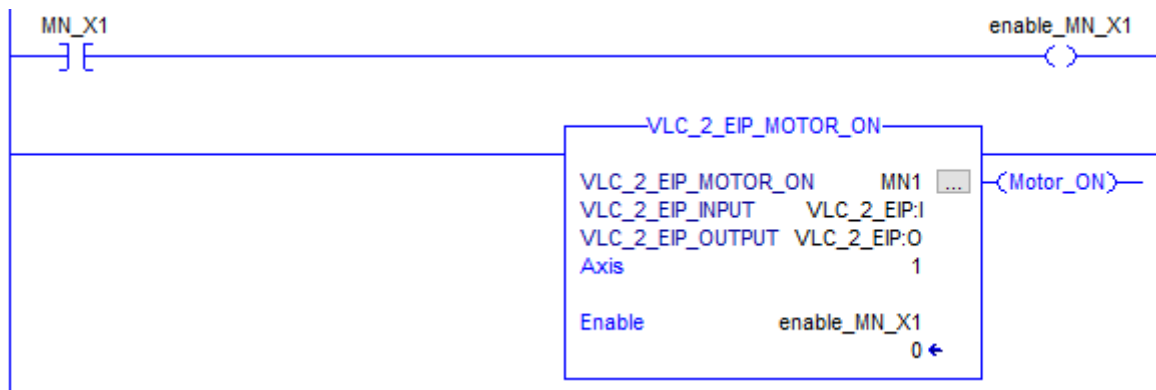 MN_X1 enable_MN_X1
VLC_2_EIP_MOTOR_ON
VLC_2_EIP_MOTOR_ON MN1 ... Motor_ON
VLC_2_EIP_INPUT VLC_2_EIP:I
VLC_2_EIP_OUTPUT VLC_2_EIP:O
Axis 1
Enable enable_MN_X1
0